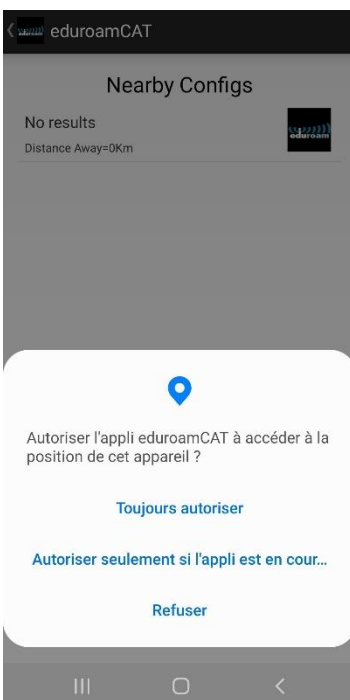 eduroamCAT
Nearby Configs
No results
Distance Away=0Km
eduroam
Autoriser l'appli eduroamCAT à accéder à la
position de cet appareil ?
Toujours autoriser
Autoriser seulement si l'appli est en cour...
Refuser